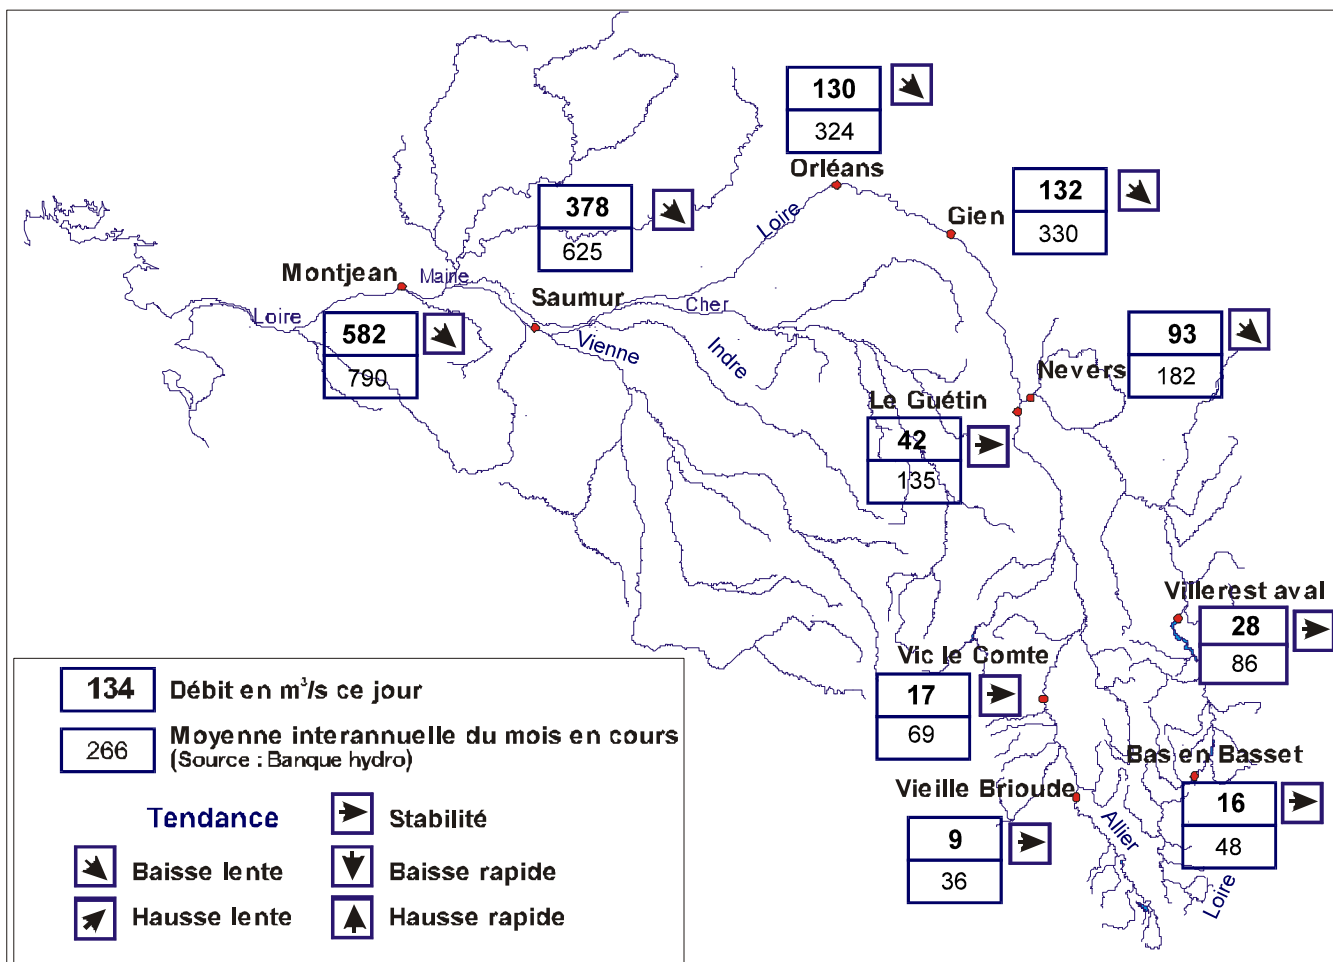 130
324
Orléans
132
330
Gien
378
625
Loire
Montjean
Maine
Saumur
Cher
Loire
582
790
Vienne
Indre
93
182
Nevers
Le Guétin
42
135
Villerest aval
28
86
Vic le Comte
17
69
Bas en Basset
16
48
Vieille Brioude
9
36
Allier
Loire
134 Débit en m³/s ce jour
266 Moyenne interannuelle du mois en cours
(Source : Banque hydro)
Tendance
Stabilité
Baisse lente
Baisse rapide
Hausse lente
Hausse rapide